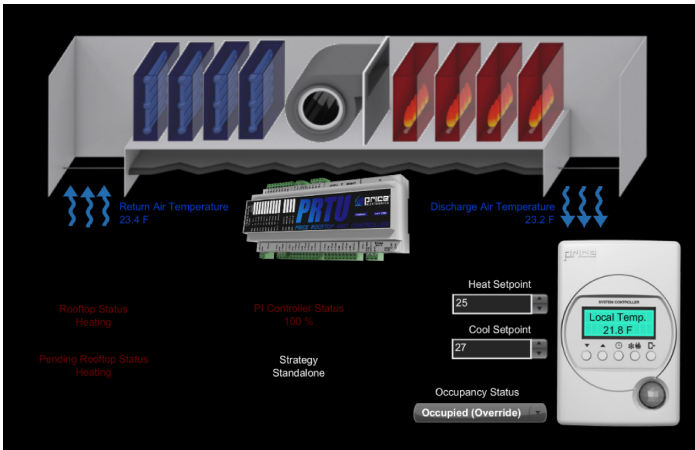 Return Air Temperature
23.4 F
PRTU
price
Discharge Air Temperature
23.2 F
price
Heat Setpoint
25
SYSTEM CONTROLLER
Local Temp.
21.8 F
Rooftop Status
Heating
PI Controller Status
100 %
Cool Setpoint
27
Pending Rooftop Status
Heating
Strategy
Standalone
Occupancy Status
Occupied (Override)